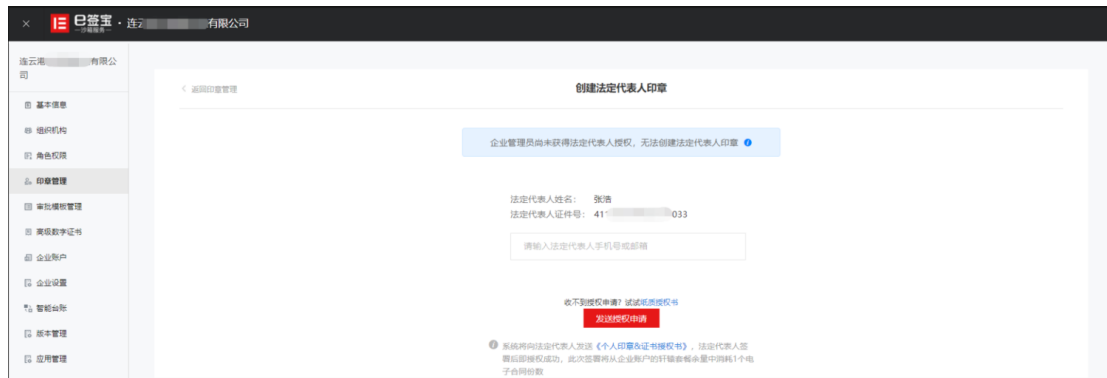 × e签宝 · 连云 有限公司
—沙箱服务—
连云港 有限公
司
基本信息
组织机构
角色权限
印章管理
审批模板管理
高级数字证书
企业账户
企业设置
智能台账
版本管理
应用管理
< 返回印章管理
创建法定代表人印章
企业管理员尚未获得法定代表人授权，无法创建法定代表人印章
法定代表人姓名： 张浩
法定代表人证件号： 411 033
请输入法定代表人手机号或邮箱
收不到授权申请？试试纸质授权书
发送授权申请
系统将向法定代表人发送《个人印章&证书授权书》，法定代表人签
署后即授权成功，此次签署将从企业账户的轩辕套餐余量中消耗1个电
子合同份数